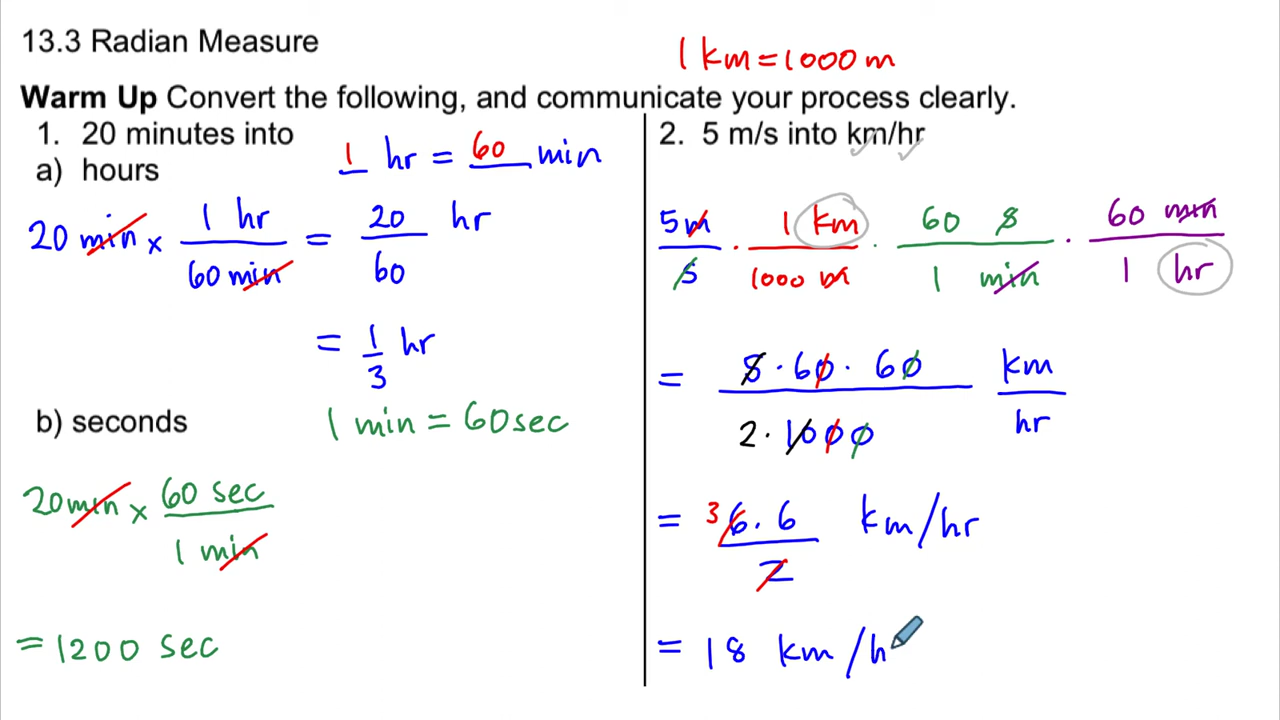 13.3 Radian Measure
1 km = 1000 m
Warm Up Convert the following, and communicate your process clearly.
1. 20 minutes into
a) hours
1 hr = 60 min
20 min × 1 hr / 60 min = 20 / 60 hr
= 1/3 hr
b) seconds
1 min = 60 sec
20 min × 60 sec / 1 min
= 1200 sec
2. 5 m/s into km/hr
5 m / s · 1 km / 1000 m · 60 s / 1 min · 60 min / 1 hr
= 5 · 60 · 60 / 2 · 1000 km / hr
= 3 6 · 6 / 2 km/hr
= 18 km/h